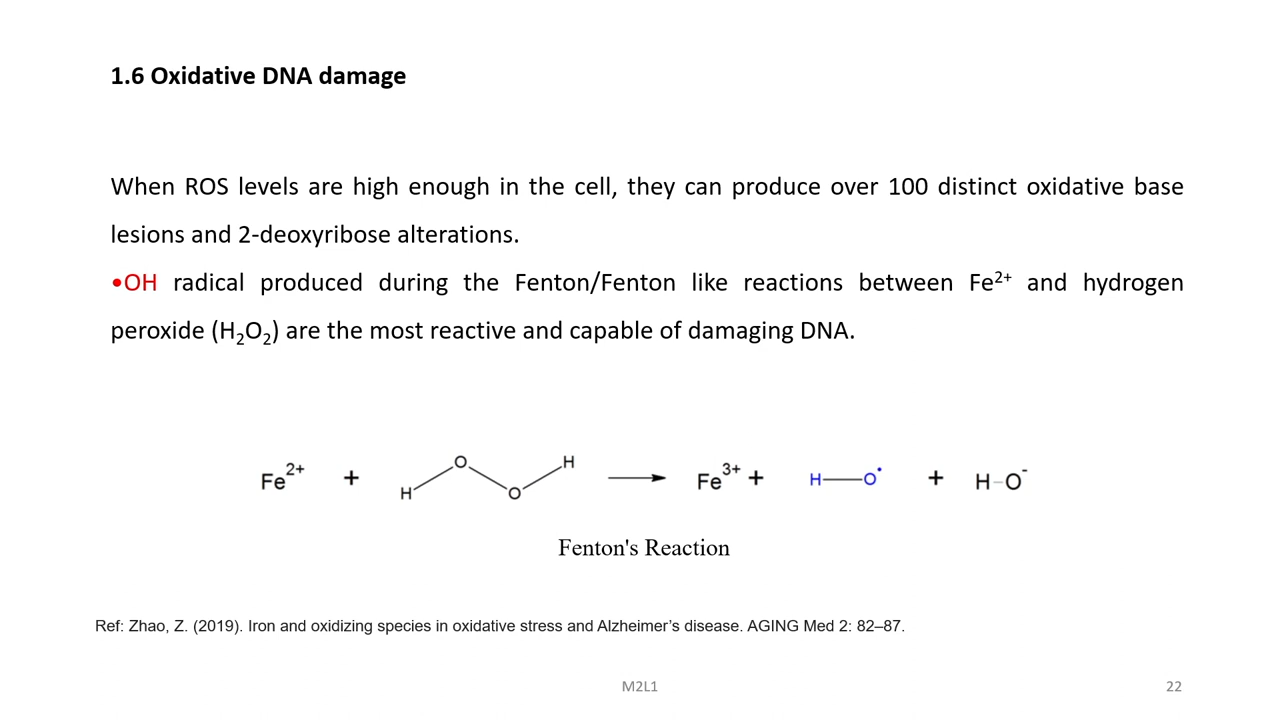 1.6 Oxidative DNA damage
When ROS levels are high enough in the cell, they can produce over 100 distinct oxidative base
lesions and 2-deoxyribose alterations.
•OH radical produced during the Fenton/Fenton like reactions between Fe²⁺ and hydrogen
peroxide (H₂O₂) are the most reactive and capable of damaging DNA.
Fe²⁺ + H O O H → Fe³⁺ + H—O• + H-O⁻
Fenton's Reaction
Ref: Zhao, Z. (2019). Iron and oxidizing species in oxidative stress and Alzheimer’s disease. AGING Med 2: 82–87.
M2L1 22